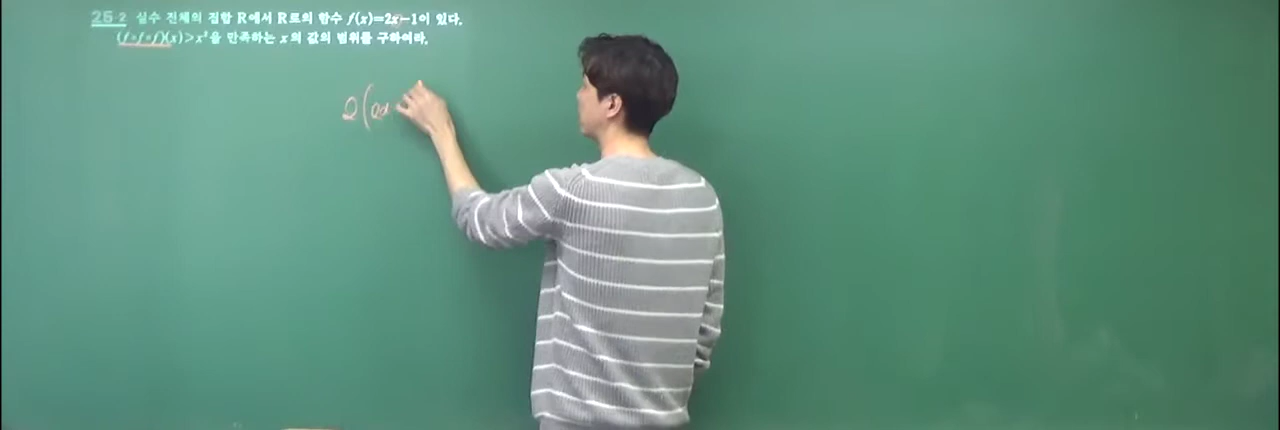 25-2 실수 전체의 집합 R에서 R로의 함수 f(x)=2x-1이 있다.
(f∘f∘f)(x)>x²을 만족하는 x의 값의 범위를 구하여라.
2(2x